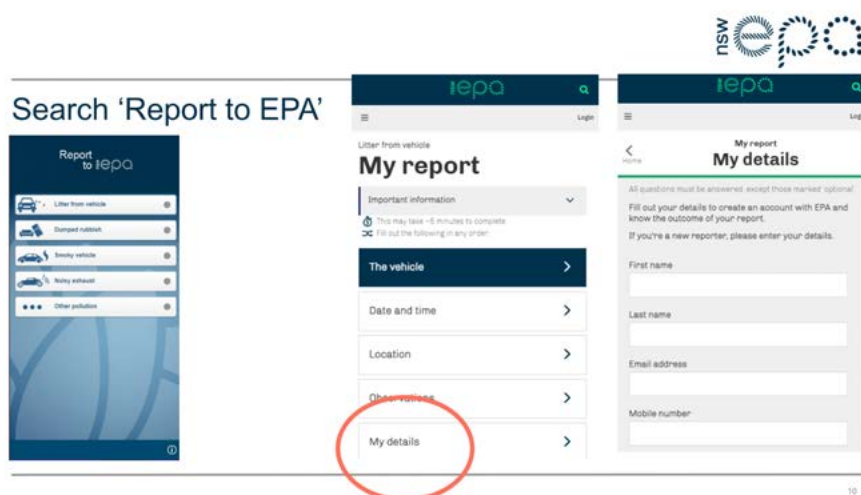 nsw epa
Search 'Report to EPA'
Report to epa
Litter from vehicle
Dumped rubbish
Smoky vehicle
Noisy exhaust
Other pollution
epa
Login
Litter from vehicle
My report
Important information
This may take ~6 minutes to complete
Fill out the following in any order
The vehicle
Date and time
Location
Observations
My details
epa
Log
Home
My report
My details
All questions must be answered except those marked 'optional'
Fill out your details to create an account with EPA and
know the outcome of your report.
If you're a new reporter, please enter your details.
First name
Last name
Email address
Mobile number
10